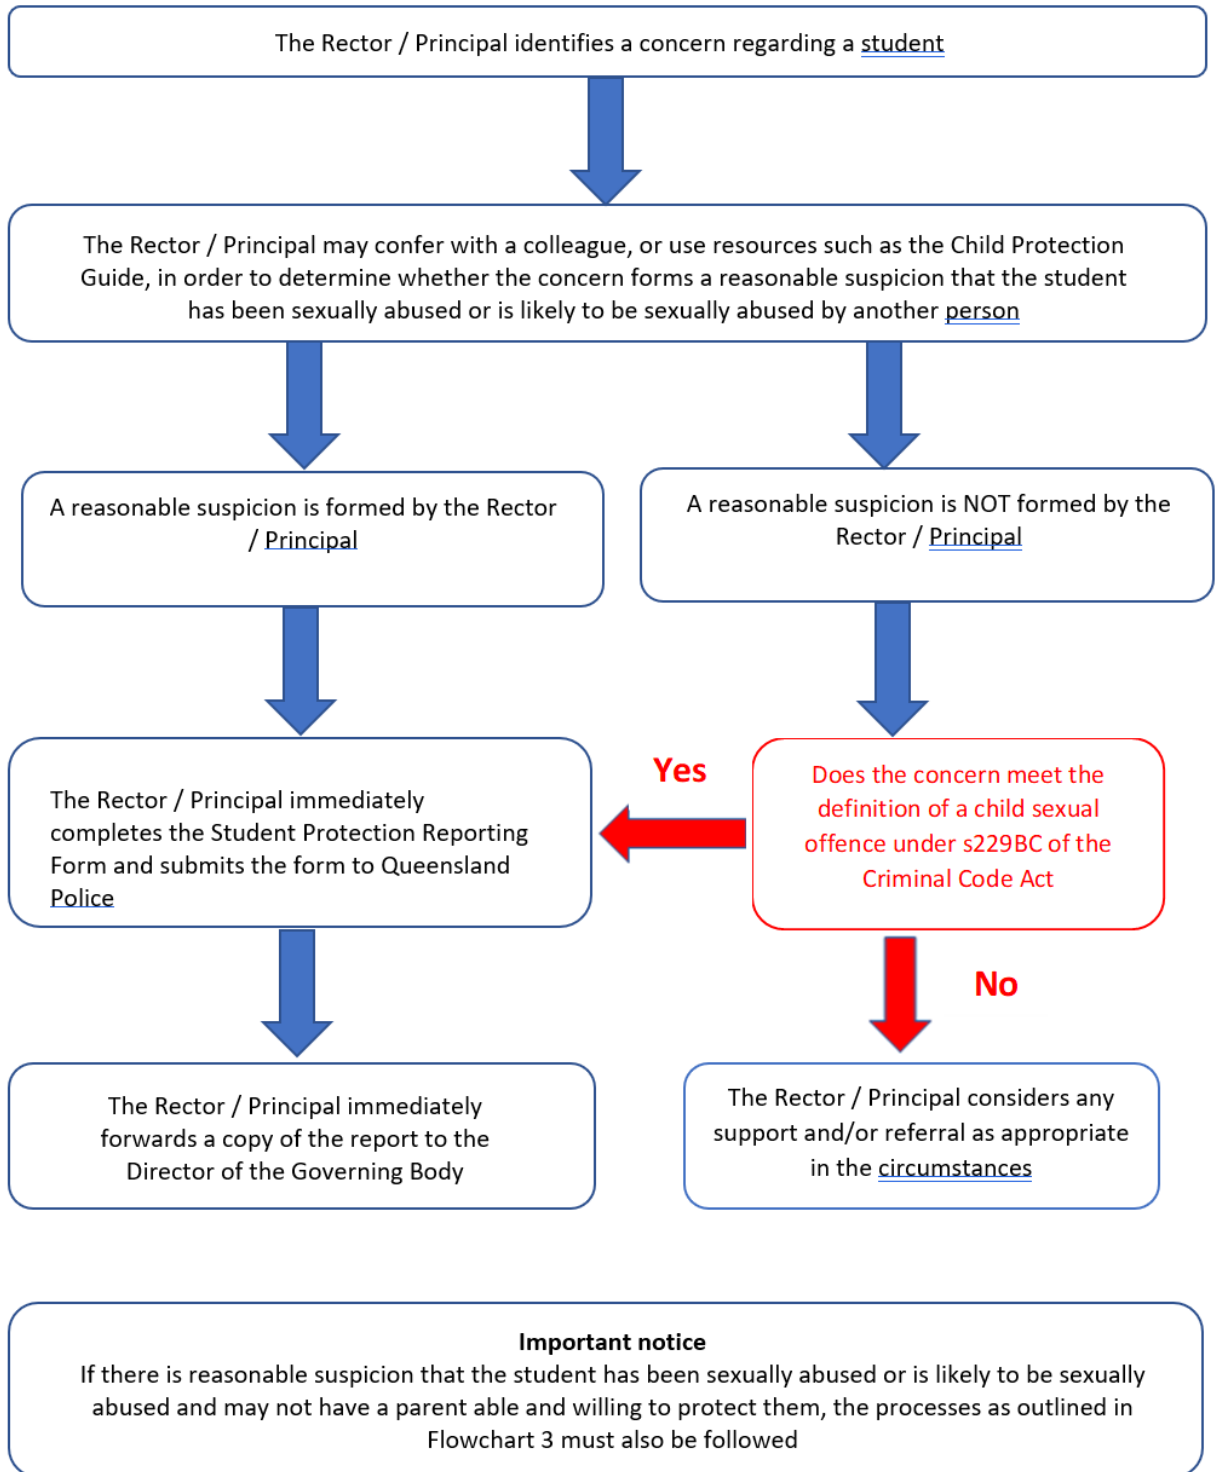 The Rector / Principal identifies a concern regarding a student
The Rector / Principal may confer with a colleague, or use resources such as the Child Protection
Guide, in order to determine whether the concern forms a reasonable suspicion that the student
has been sexually abused or is likely to be sexually abused by another person
A reasonable suspicion is formed by the Rector
/ Principal
A reasonable suspicion is NOT formed by the
Rector / Principal
The Rector / Principal immediately
completes the Student Protection Reporting
Form and submits the form to Queensland
Police
Yes
Does the concern meet the
definition of a child sexual
offence under s229BC of the
Criminal Code Act
No
The Rector / Principal immediately
forwards a copy of the report to the
Director of the Governing Body
The Rector / Principal considers any
support and/or referral as appropriate
in the circumstances
Important notice
If there is reasonable suspicion that the student has been sexually abused or is likely to be sexually
abused and may not have a parent able and willing to protect them, the processes as outlined in
Flowchart 3 must also be followed